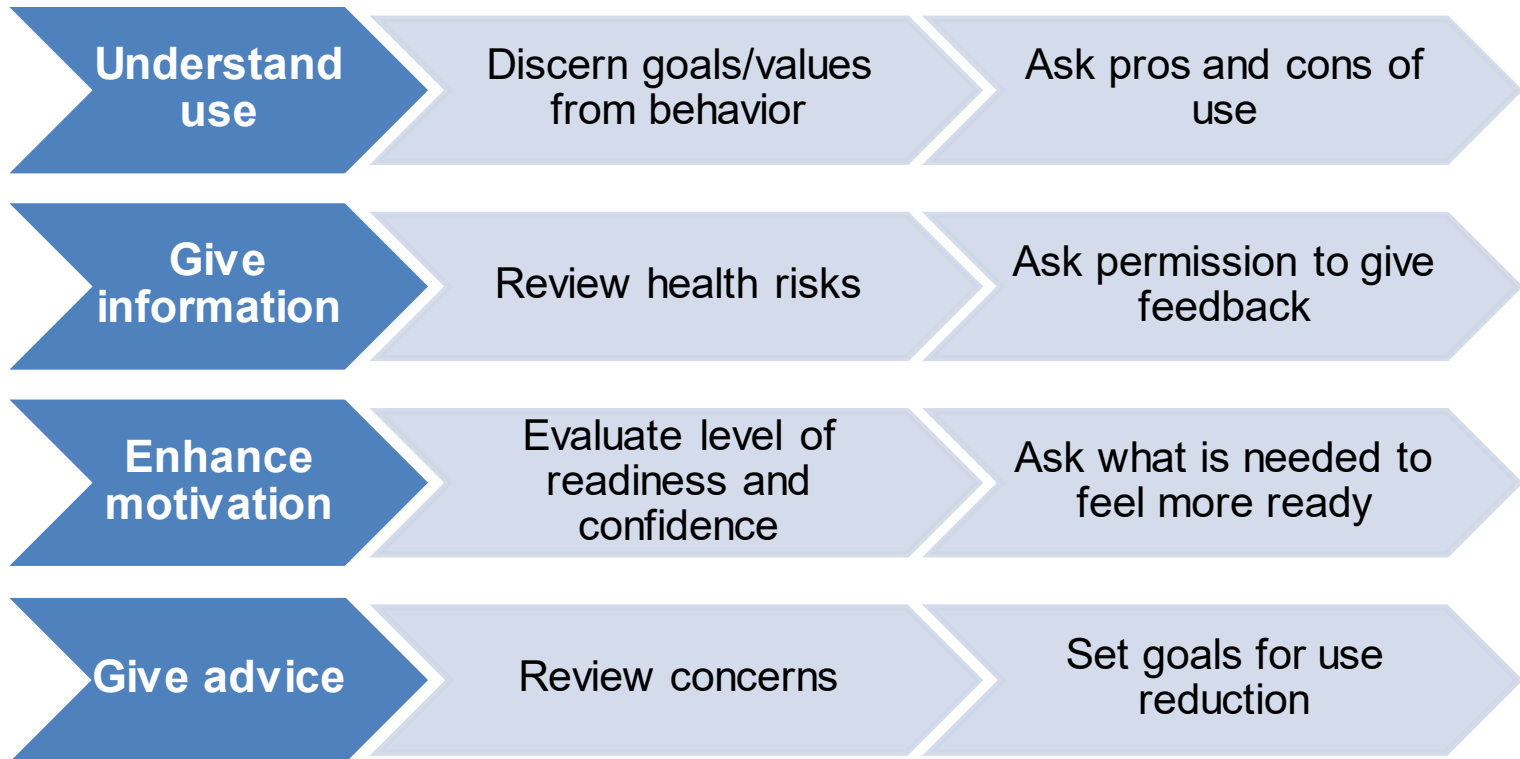 Understand
use
Discern goals/values
from behavior
Ask pros and cons of
use
Give
information
Review health risks
Ask permission to give
feedback
Enhance
motivation
Evaluate level of
readiness and
confidence
Ask what is needed to
feel more ready
Give advice
Review concerns
Set goals for use
reduction